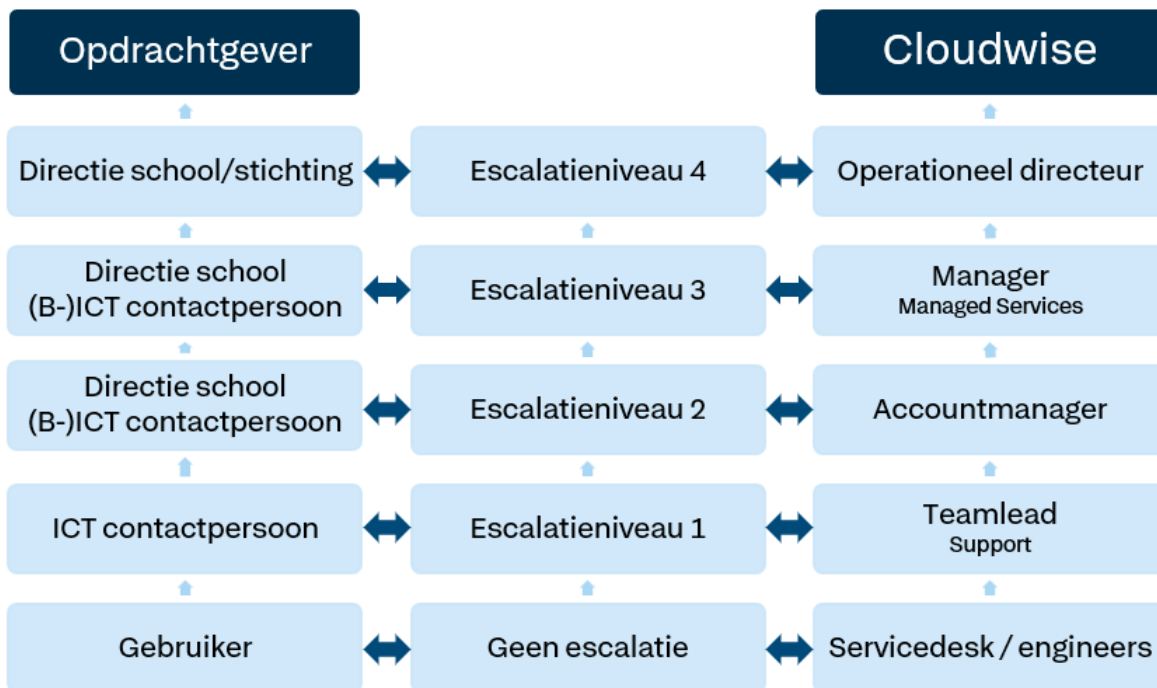 Opdrachtgever
Cloudwise
Directie school/stichting
Escalatieniveau 4
Operationeel directeur
Directie school
(B-)ICT contactpersoon
Escalatieniveau 3
Manager
Managed Services
Directie school
(B-)ICT contactpersoon
Escalatieniveau 2
Accountmanager
ICT contactpersoon
Escalatieniveau 1
Teamlead
Support
Gebruiker
Geen escalatie
Servicedesk / engineers